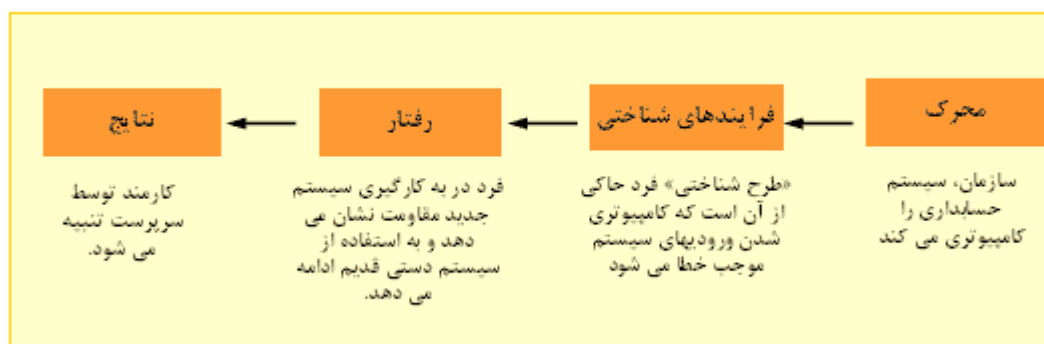 محرک
سازمان، سیستم
حسابداری را
کامپیوتری می کند
فرایندهای شناختی
«طرح شناختی» فرد حاکی
از آن است که کامپیوتری
شدن ورودیهای سیستم
موجب خطا می شود
رفتار
فرد در به کارگیری سیستم
جدید مقاومت نشان می
دهد و به استفاده از
سیستم دستی قدیم ادامه
می دهد.
نتایج
کارمند توسط
سرپرست تنبیه
می شود.